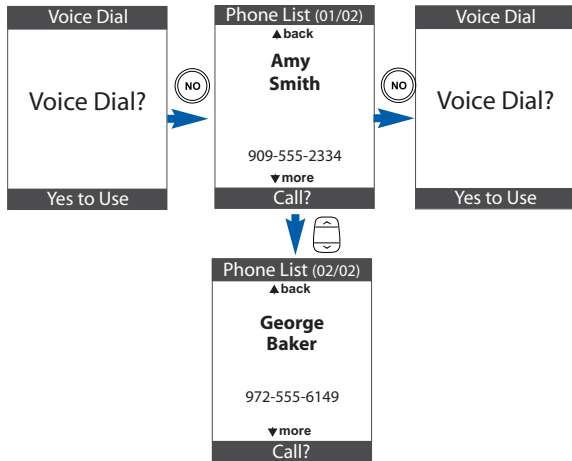 Voice Dial
Voice Dial?
Yes to Use
NO
Phone List (01/02)
back
Amy
Smith
909-555-2334
more
Call?
NO
Voice Dial
Voice Dial?
Yes to Use
Phone List (02/02)
back
George
Baker
972-555-6149
more
Call?